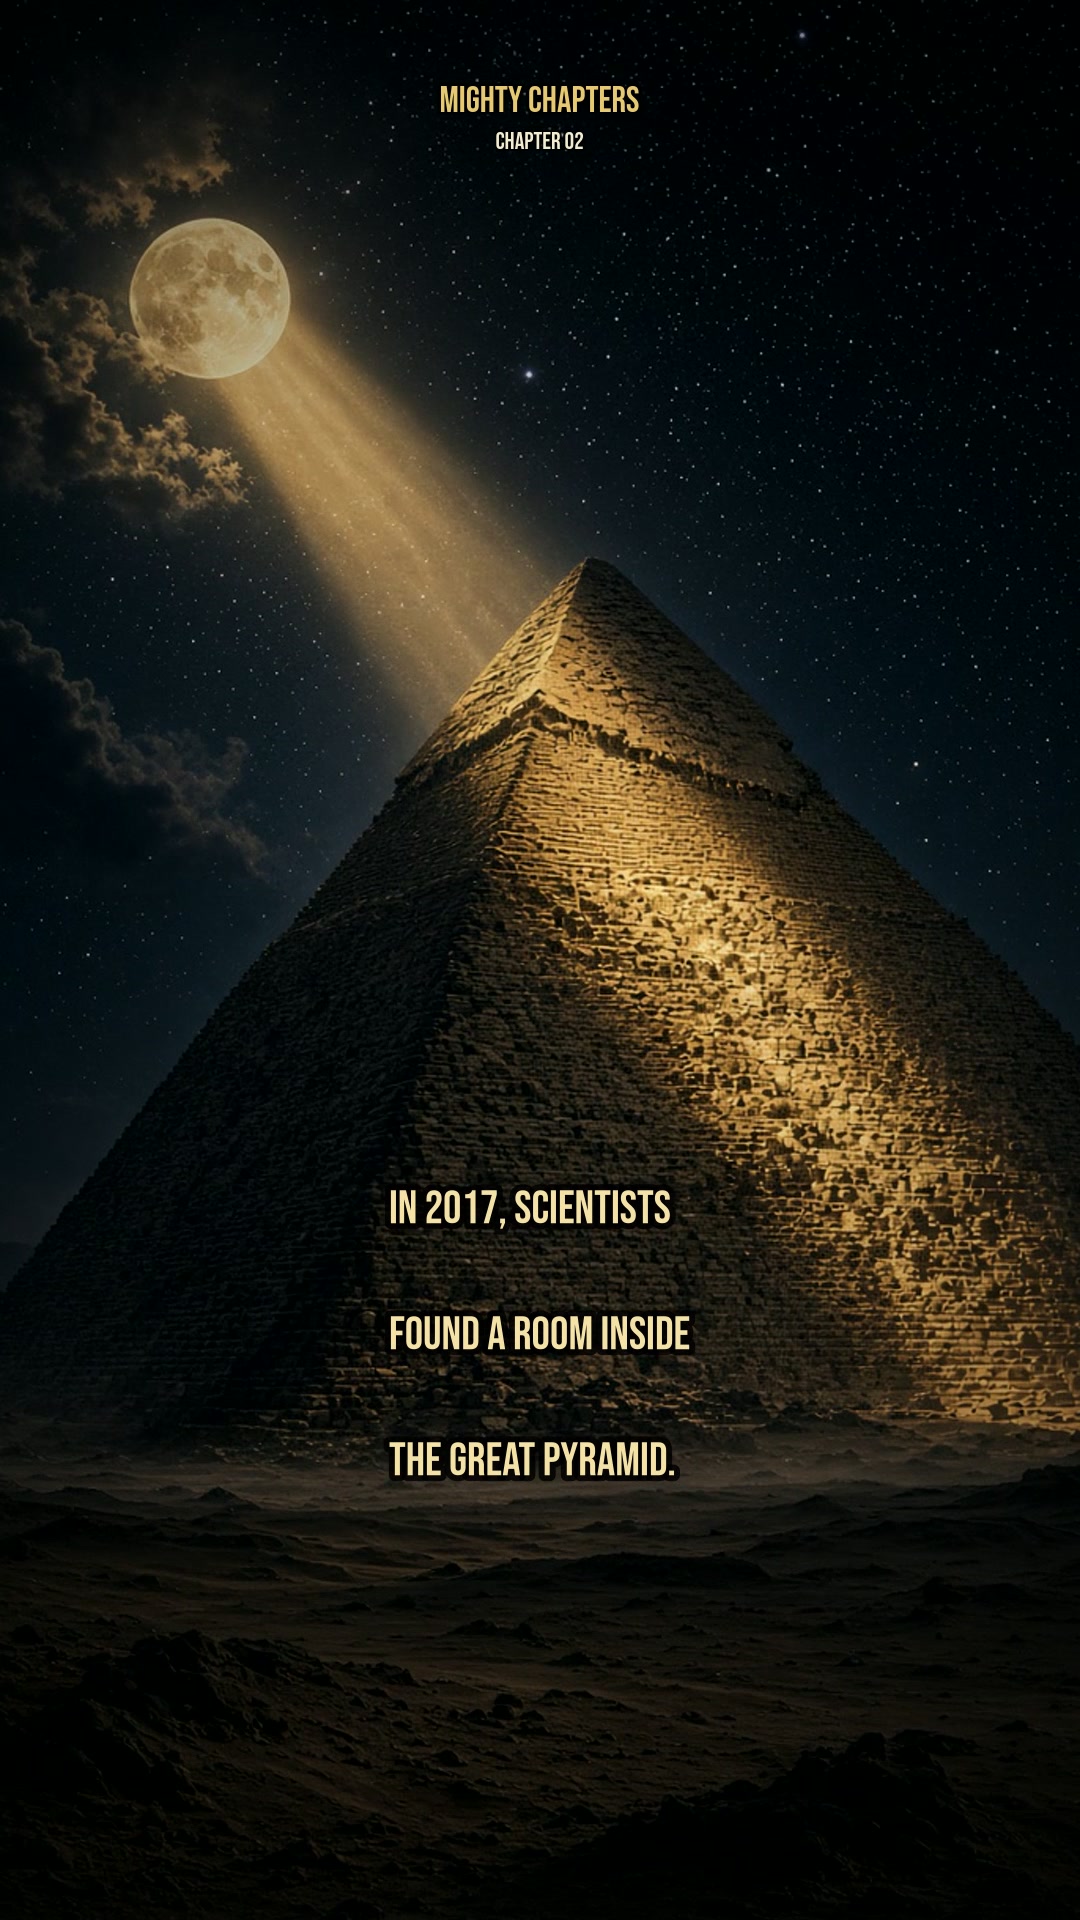 MIGHTY CHAPTERS
CHAPTER 02
IN 2017, SCIENTISTS
FOUND A ROOM INSIDE
THE GREAT PYRAMID.